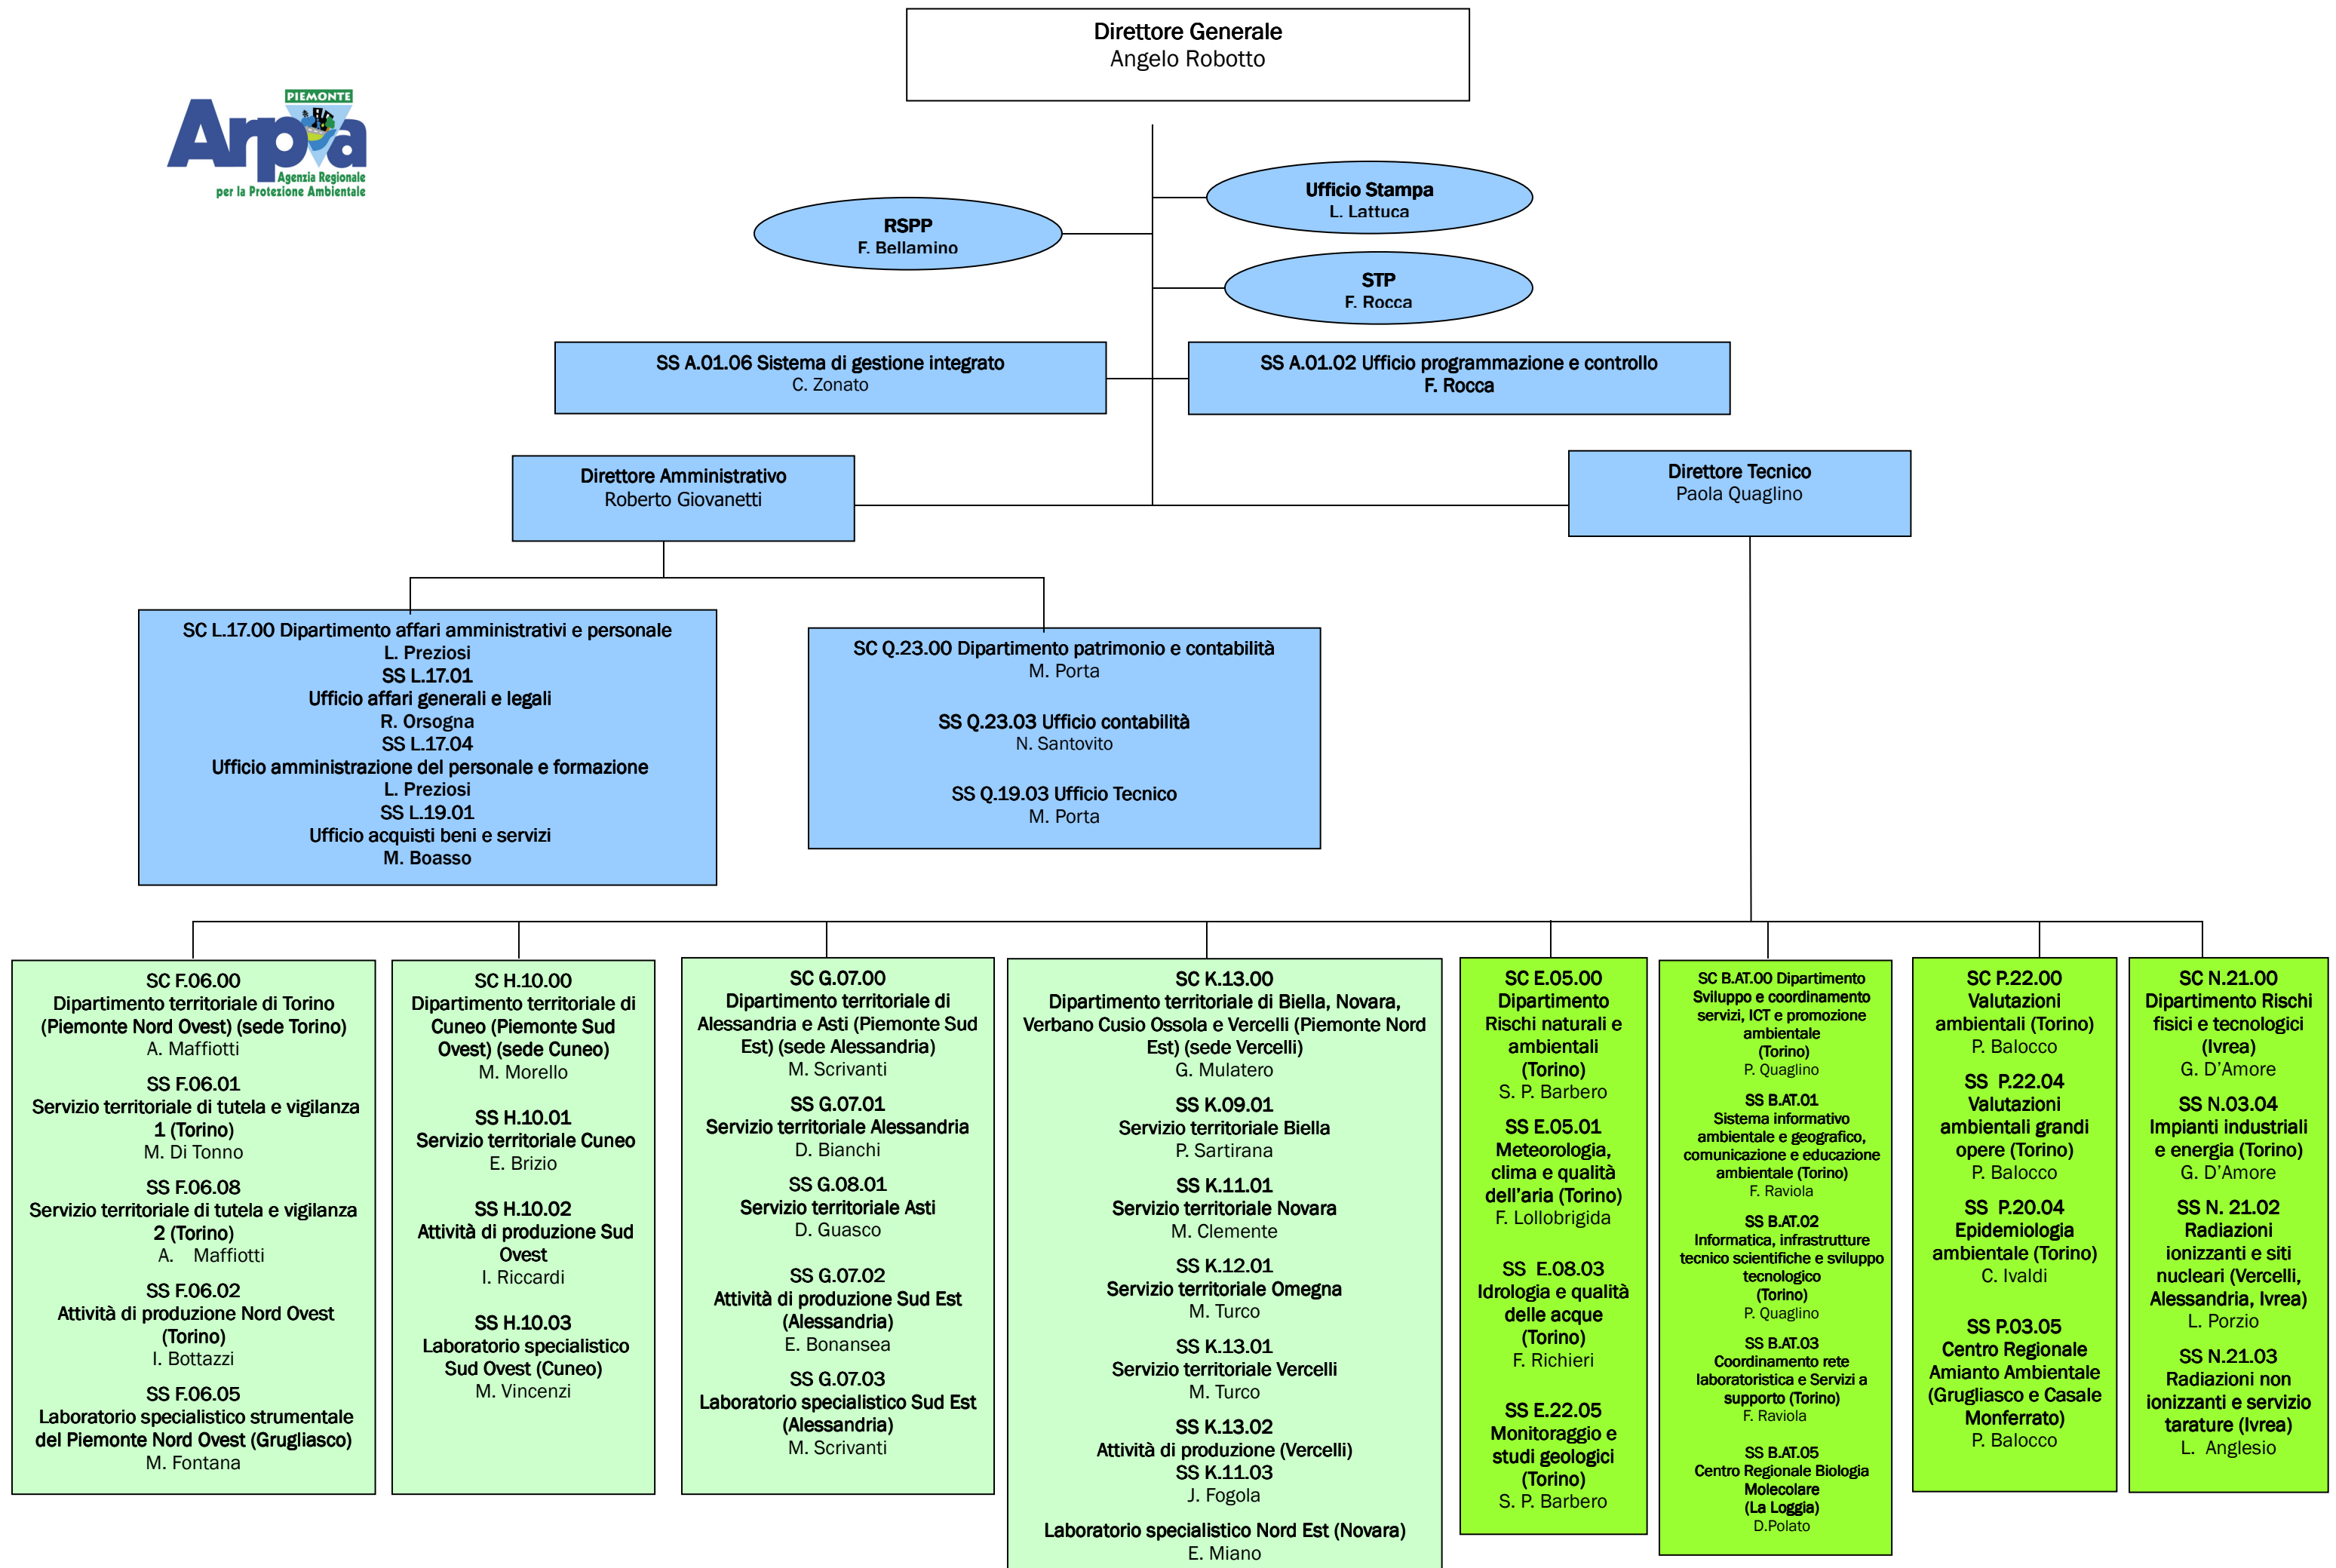 Direttore Generale
Angelo Robotto
PIEMONTE
Arpa
Agenzia Regionale
per la Protezione Ambientale
Ufficio Stampa
L. Lattuca
RSPP
F. Bellamino
STP
F. Rocca
SS A.01.06 Sistema di gestione integrato
C. Zonato
SS A.01.02 Ufficio programmazione e controllo
F. Rocca
Direttore Amministrativo
Roberto Giovanetti
Direttore Tecnico
Paola Quaglino
SC L.17.00 Dipartimento affari amministrativi e personale
L. Preziosi
SS L.17.01
Ufficio affari generali e legali
R. Orsogna
SS L.17.04
Ufficio amministrazione del personale e formazione
L. Preziosi
SS L.19.01
Ufficio acquisti beni e servizi
M. Boasso
SC Q.23.00 Dipartimento patrimonio e contabilità
M. Porta
SS Q.23.03 Ufficio contabilità
N. Santovito
SS Q.19.03 Ufficio Tecnico
M. Porta
SC F.06.00
Dipartimento territoriale di Torino
(Piemonte Nord Ovest) (sede Torino)
A. Maffiotti
SS F.06.01
Servizio territoriale di tutela e vigilanza
1 (Torino)
M. Di Tonno
SS F.06.08
Servizio territoriale di tutela e vigilanza
2 (Torino)
A. Maffiotti
SS F.06.02
Attività di produzione Nord Ovest
(Torino)
I. Bottazzi
SS F.06.05
Laboratorio specialistico strumentale
del Piemonte Nord Ovest (Grugliasco)
M. Fontana
SC H.10.00
Dipartimento territoriale di
Cuneo (Piemonte Sud
Ovest) (sede Cuneo)
M. Morello
SS H.10.01
Servizio territoriale Cuneo
E. Brizio
SS H.10.02
Attività di produzione Sud
Ovest
I. Riccardi
SS H.10.03
Laboratorio specialistico
Sud Ovest (Cuneo)
M. Vincenzi
SC G.07.00
Dipartimento territoriale di
Alessandria e Asti (Piemonte Sud
Est) (sede Alessandria)
M. Scrivanti
SS G.07.01
Servizio territoriale Alessandria
D. Bianchi
SS G.08.01
Servizio territoriale Asti
D. Guasco
SS G.07.02
Attività di produzione Sud Est
(Alessandria)
E. Bonansea
SS G.07.03
Laboratorio specialistico Sud Est
(Alessandria)
M. Scrivanti
SC K.13.00
Dipartimento territoriale di Biella, Novara,
Verbano Cusio Ossola e Vercelli (Piemonte Nord
Est) (sede Vercelli)
G. Mulatero
SS K.09.01
Servizio territoriale Biella
P. Sartirana
SS K.11.01
Servizio territoriale Novara
M. Clemente
SS K.12.01
Servizio territoriale Omegna
M. Turco
SS K.13.01
Servizio territoriale Vercelli
M. Turco
SS K.13.02
Attività di produzione (Vercelli)
SS K.11.03
J. Fogola
Laboratorio specialistico Nord Est (Novara)
E. Miano
SC E.05.00
Dipartimento
Rischi naturali e
ambientali
(Torino)
S. P. Barbero
SS E.05.01
Meteorologia,
clima e qualità
dell'aria (Torino)
F. Lollobrigida
SS E.08.03
Idrologia e qualità
delle acque
(Torino)
F. Richieri
SS E.22.05
Monitoraggio e
studi geologici
(Torino)
S. P. Barbero
SC B.AT.00 Dipartimento
Sviluppo e coordinamento
servizi, ICT e promozione
ambientale
(Torino)
P. Quaglino
SS B.AT.01
Sistema informativo
ambientale e geografico,
comunicazione e educazione
ambientale (Torino)
F. Raviola
SS B.AT.02
Informatica, infrastrutture
tecnico scientifiche e sviluppo
tecnologico
(Torino)
P. Quaglino
SS B.AT.03
Coordinamento rete
laboratoristica e Servizi a
supporto (Torino)
F. Raviola
SS B.AT.05
Centro Regionale Biologia
Molecolare
(La Loggia)
D.Polato
SC P.22.00
Valutazioni
ambientali (Torino)
P. Balocco
SS P.22.04
Valutazioni
ambientali grandi
opere (Torino)
P. Balocco
SS P.20.04
Epidemiologia
ambientale (Torino)
C. Ivaldi
SS P.03.05
Centro Regionale
Amianto Ambientale
(Grugliasco e Casale
Monferrato)
P. Balocco
SC N.21.00
Dipartimento Rischi
fisici e tecnologici
(Ivrea)
G. D'Amore
SS N.03.04
Impianti industriali
e energia (Torino)
G. D'Amore
SS N. 21.02
Radiazioni
ionizzanti e siti
nucleari (Vercelli,
Alessandria, Ivrea)
L. Porzio
SS N.21.03
Radiazioni non
ionizzanti e servizio
tarature (Ivrea)
L. Anglesio